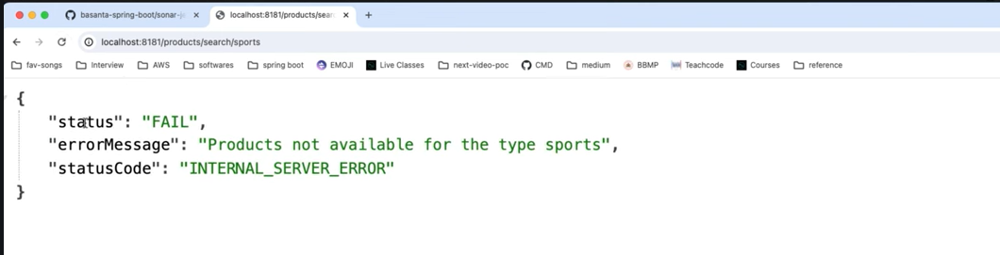 basanta-spring-boot/sonar-ja
localhost:8181/products/sear
localhost:8181/products/search/sports
fav-songs Interview AWS softwares spring boot EMOJI Live Classes next-video-poc CMD medium BBMP Teachcode Courses reference
{
"status": "FAIL",
"errorMessage": "Products not available for the type sports",
"statusCode": "INTERNAL_SERVER_ERROR"
}